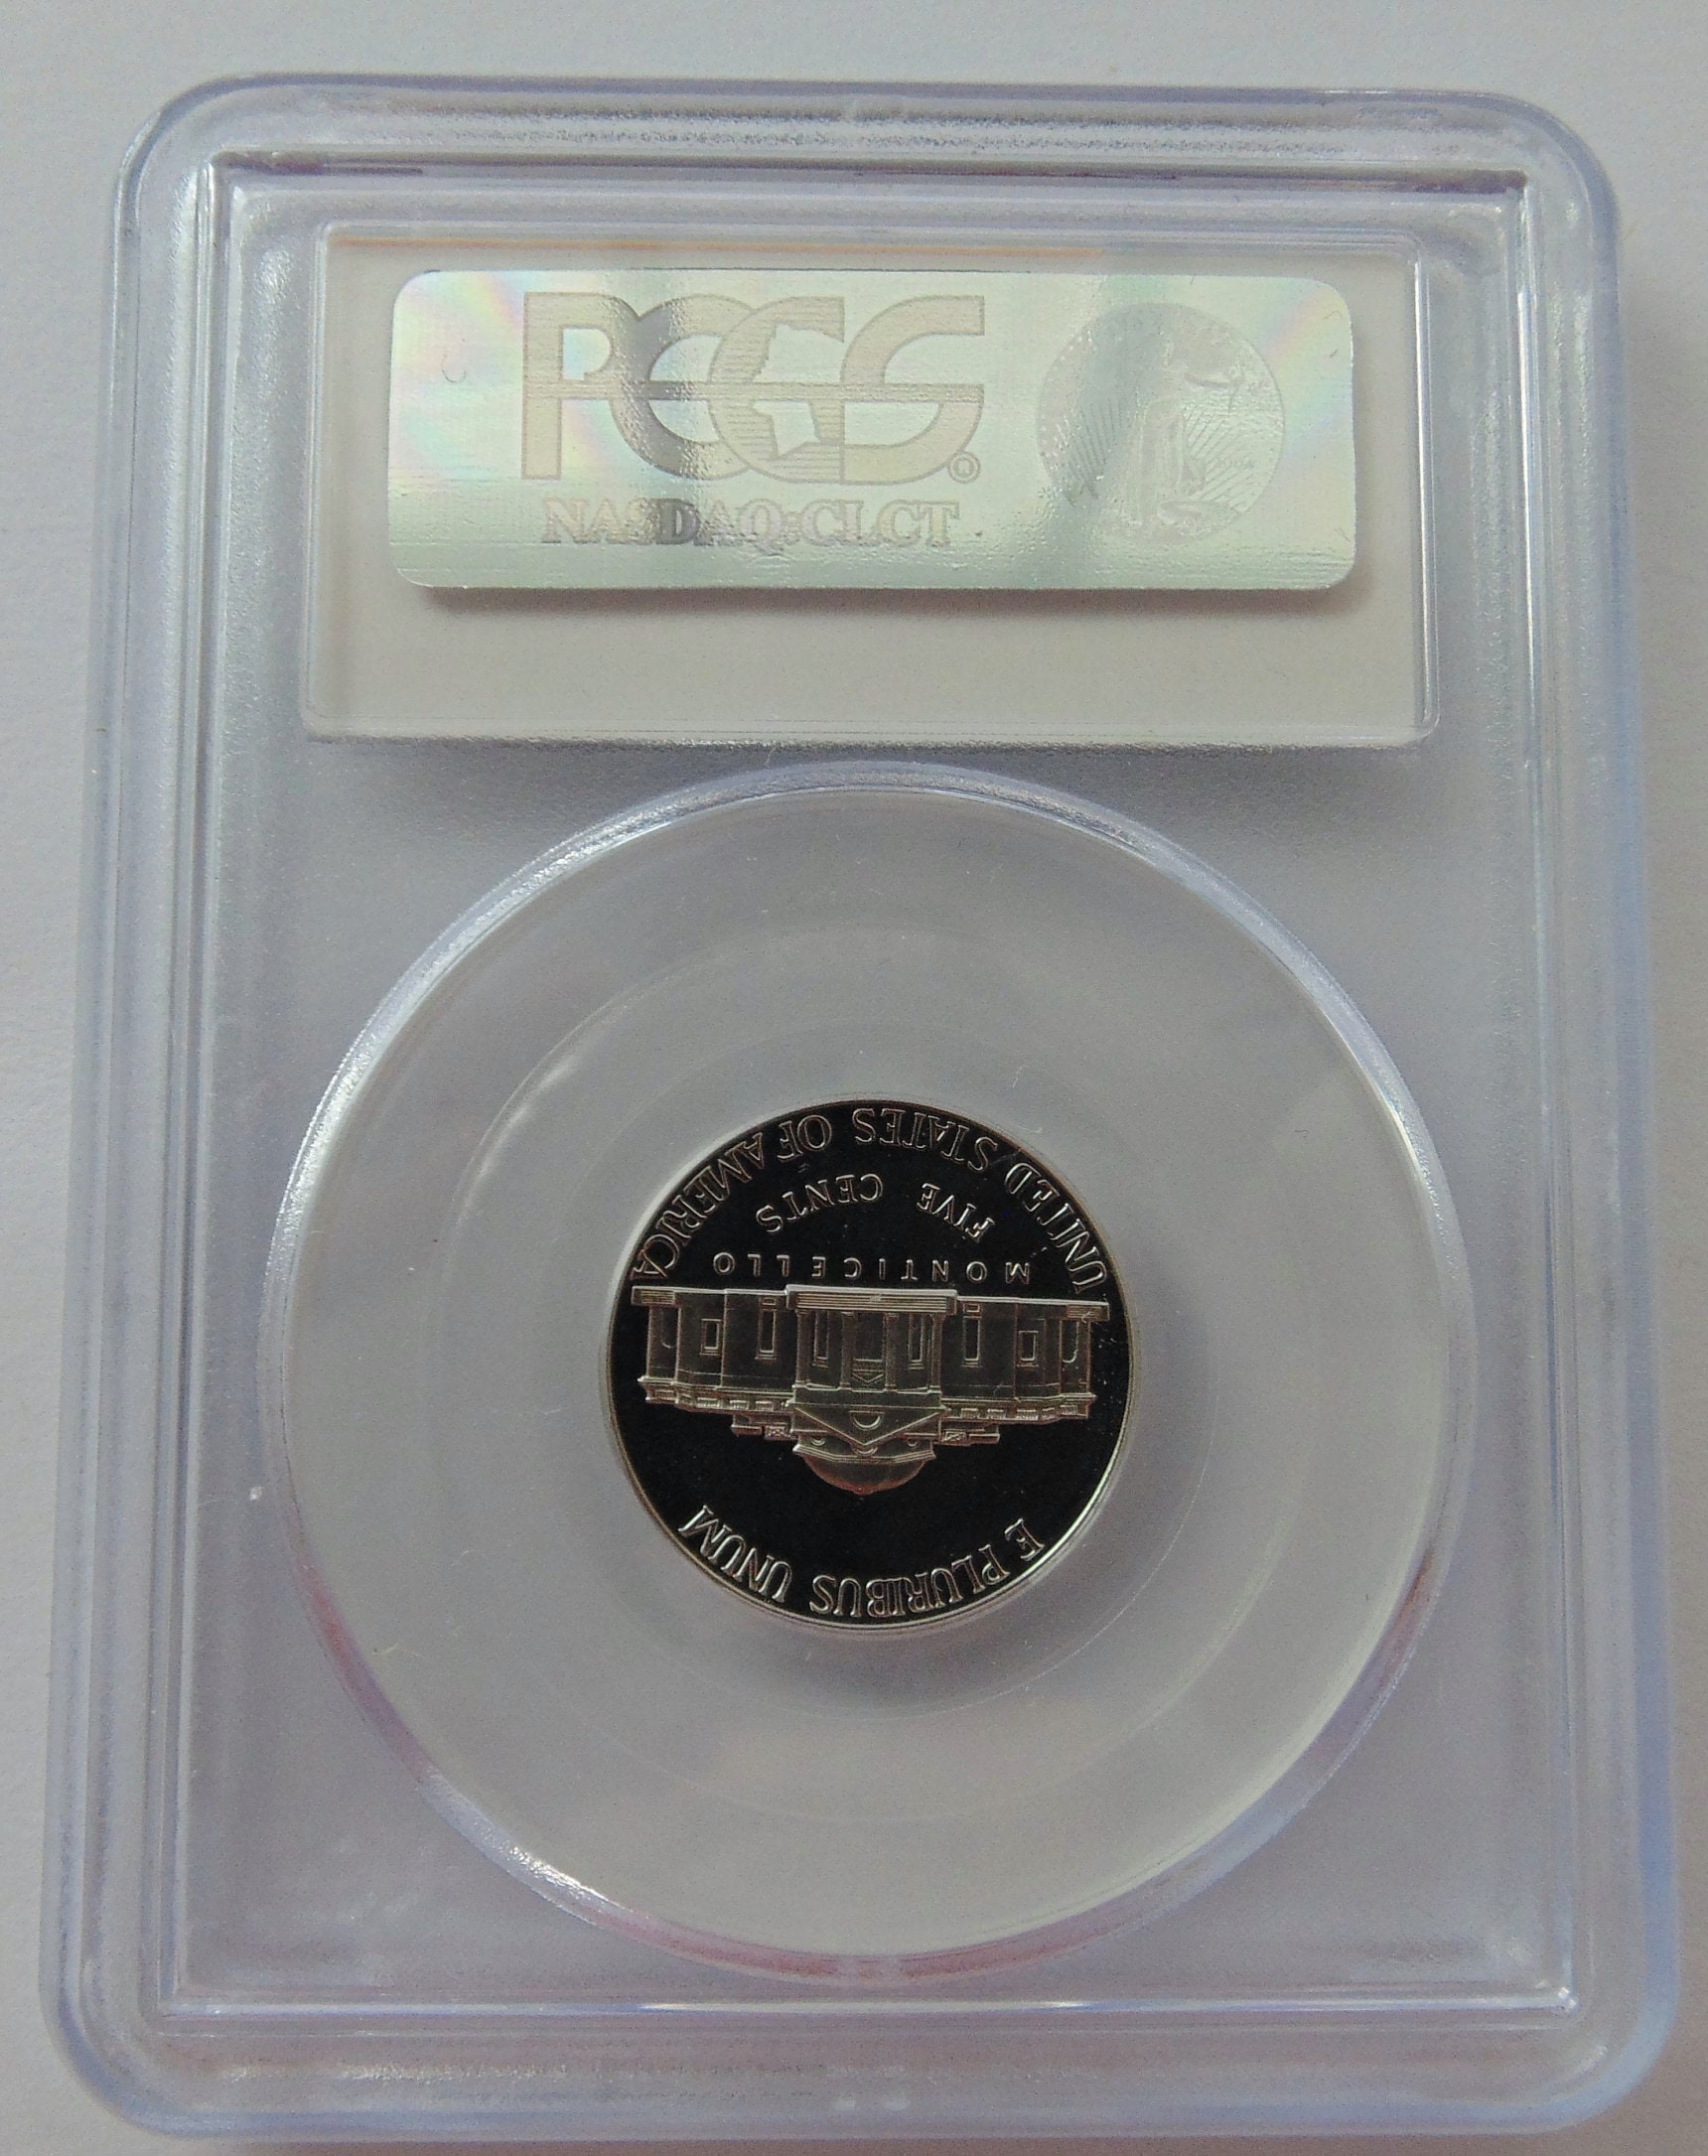 PCGS®
NASDAQ:CLCT
UNITED STATES OF AMERICA
FIVE CENTS
MONTICELLO
E PLURIBUS UNUM